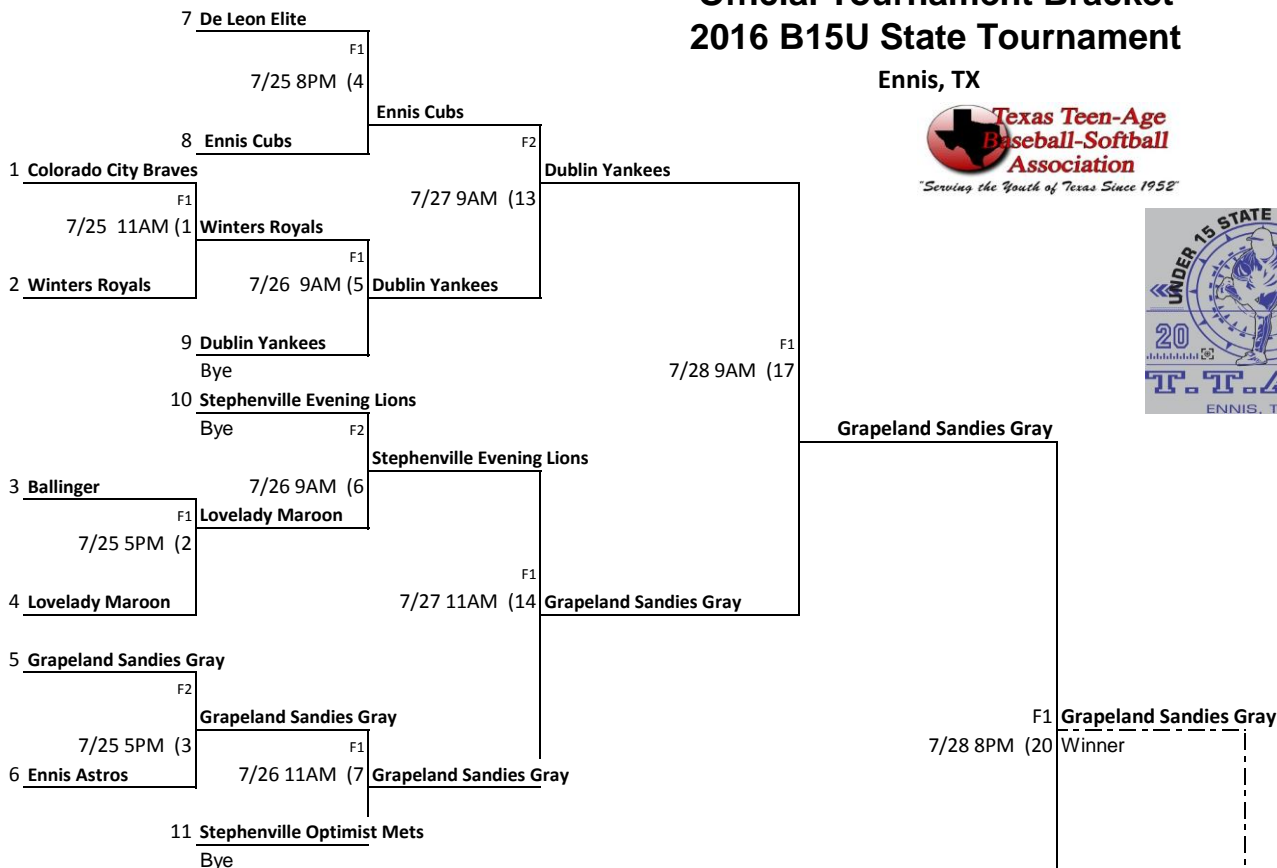 Official Tournament Bracket
2016 B15U State Tournament
Ennis, TX
Texas Teen-Age
Baseball-Softball
Association
"Serving the Youth of Texas Since 1952"
UNDER 15 STATE
20
T.T.A
ENNIS, T
7 De Leon Elite
F1
7/25 8PM (4
Ennis Cubs
8 Ennis Cubs
F2
1 Colorado City Braves
Dublin Yankees
F1
7/27 9AM (13
7/25 11AM (1 Winters Royals
F1
2 Winters Royals
7/26 9AM (5 Dublin Yankees
9 Dublin Yankees
F1
Bye
7/28 9AM (17
10 Stephenville Evening Lions
Bye F2
Grapeland Sandies Gray
Stephenville Evening Lions
3 Ballinger
7/26 9AM (6
F1 Lovelady Maroon
7/25 5PM (2
F1
4 Lovelady Maroon
7/27 11AM (14 Grapeland Sandies Gray
5 Grapeland Sandies Gray
F2
Grapeland Sandies Gray
F1 Grapeland Sandies Gray
7/25 5PM (3
F1
7/28 8PM (20 Winner
6 Ennis Astros
7/26 11AM (7 Grapeland Sandies Gray
11 Stephenville Optimist Mets
Bye